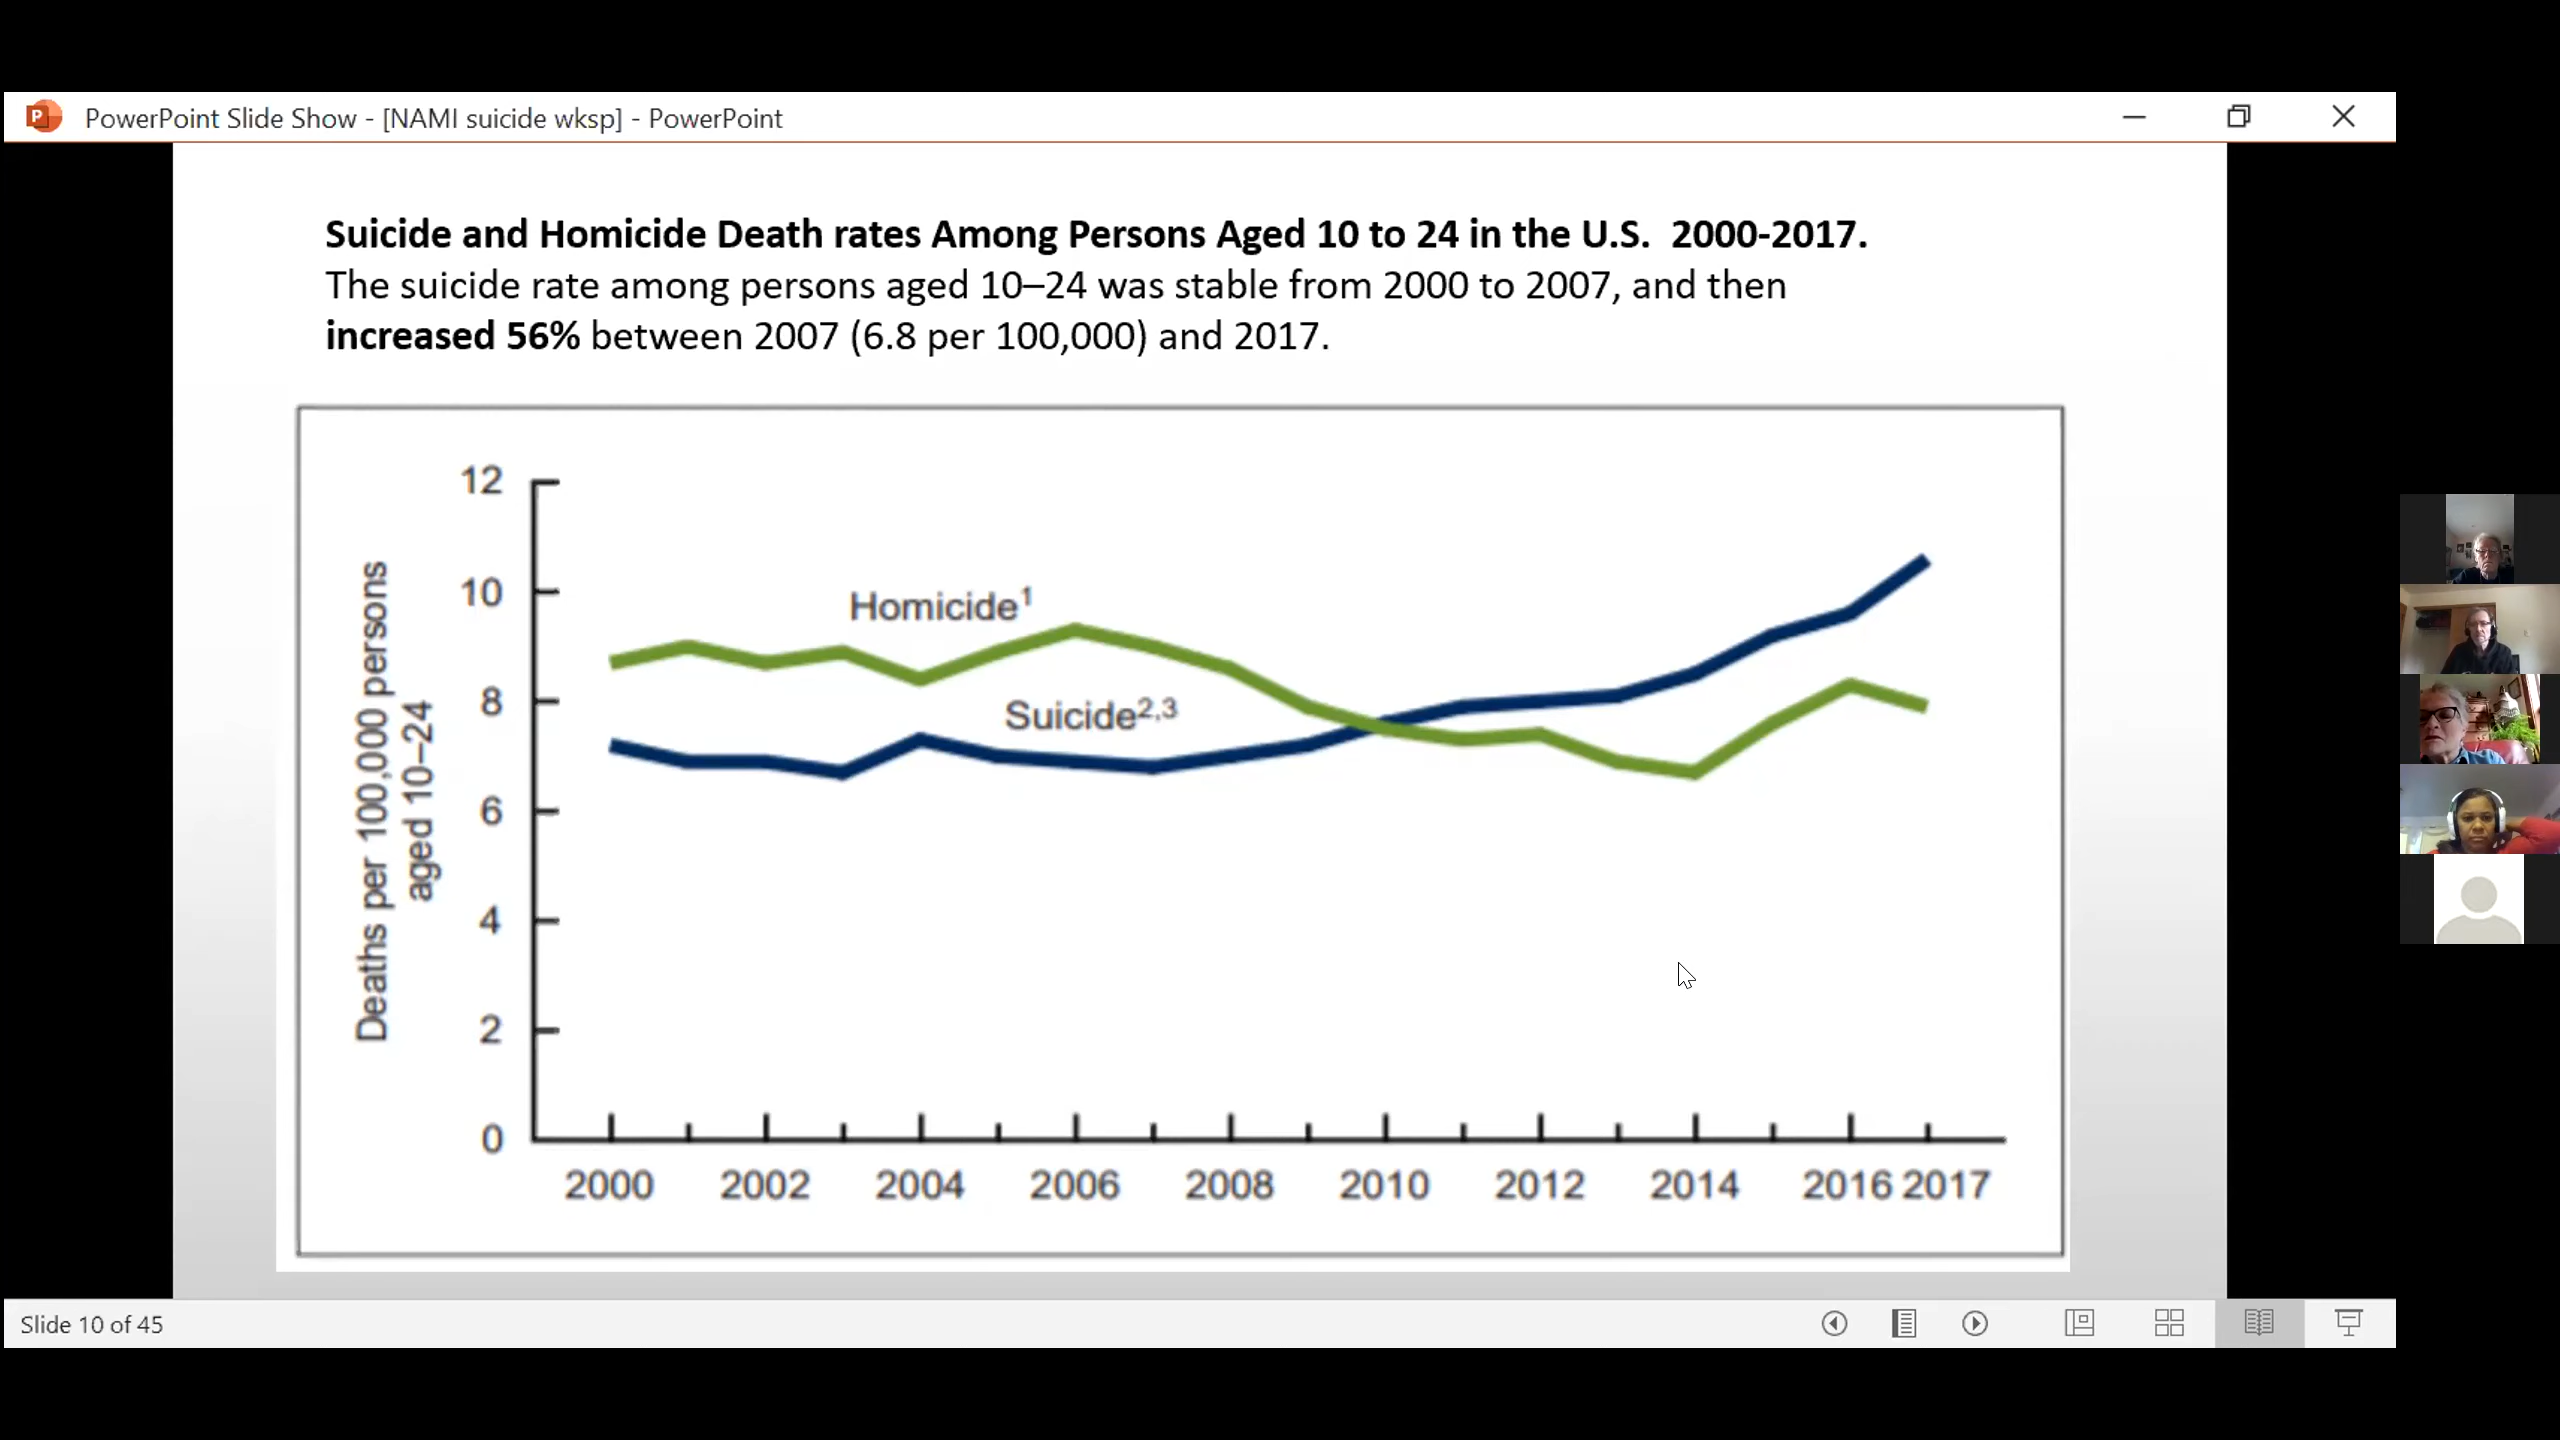 PowerPoint Slide Show - [NAMI suicide wksp] - PowerPoint
Suicide and Homicide Death rates Among Persons Aged 10 to 24 in the U.S.  2000-2017.
The suicide rate among persons aged 10–24 was stable from 2000 to 2007, and then
increased 56% between 2007 (6.8 per 100,000) and 2017.
Deaths per 100,000 persons
aged 10–24
12
10
8
6
4
2
0
Homicide¹
Suicide²,³
2000 2002 2004 2006 2008 2010 2012 2014 2016 2017
Slide 10 of 45